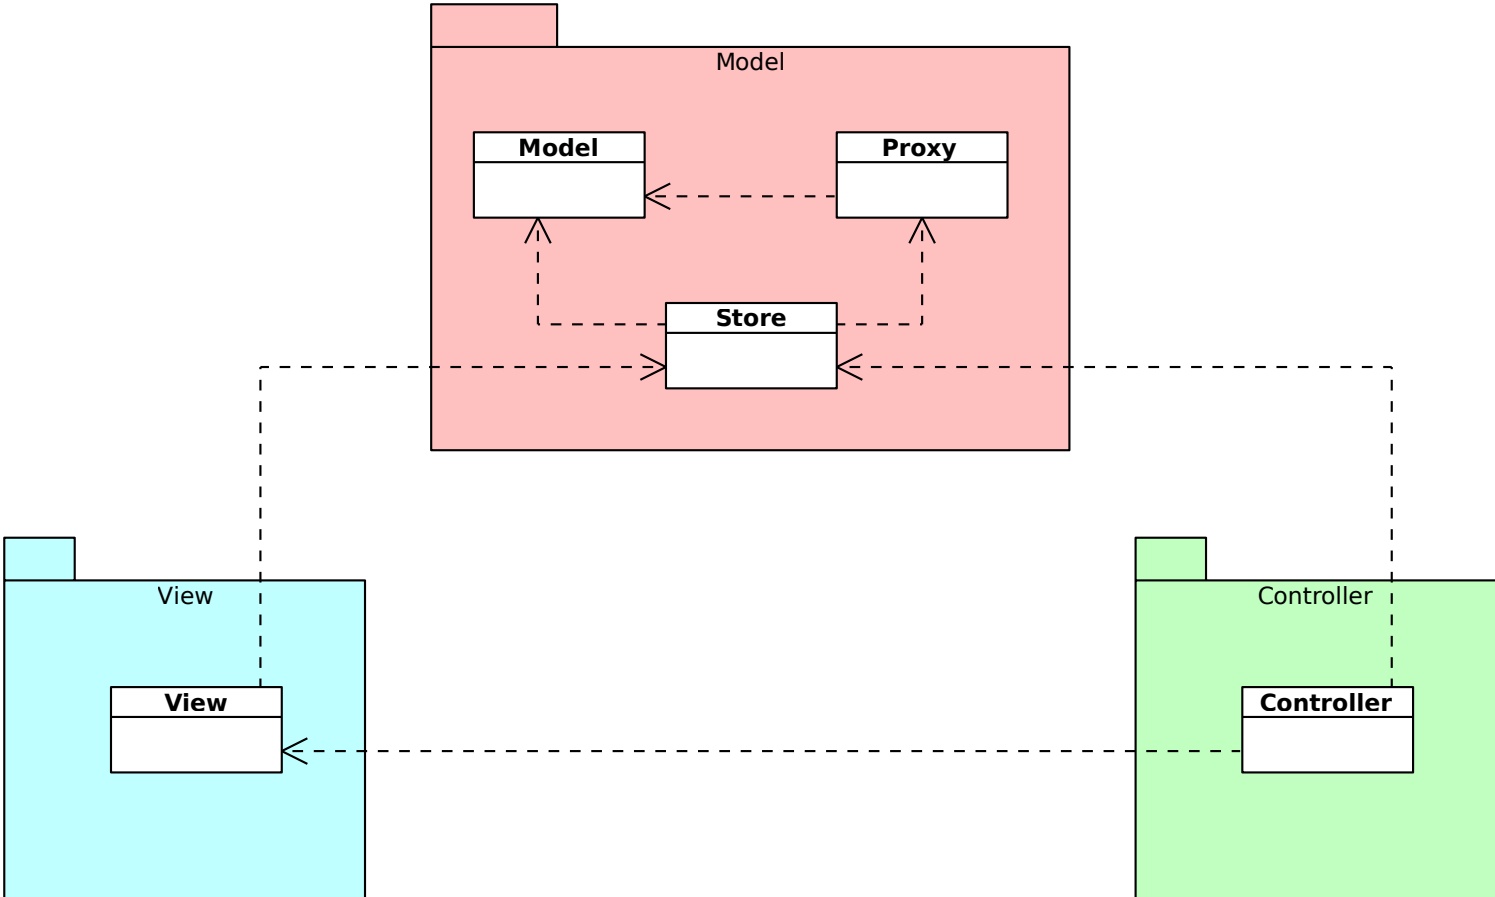 Model
Model
Proxy
Store
View
Controller
View
Controller